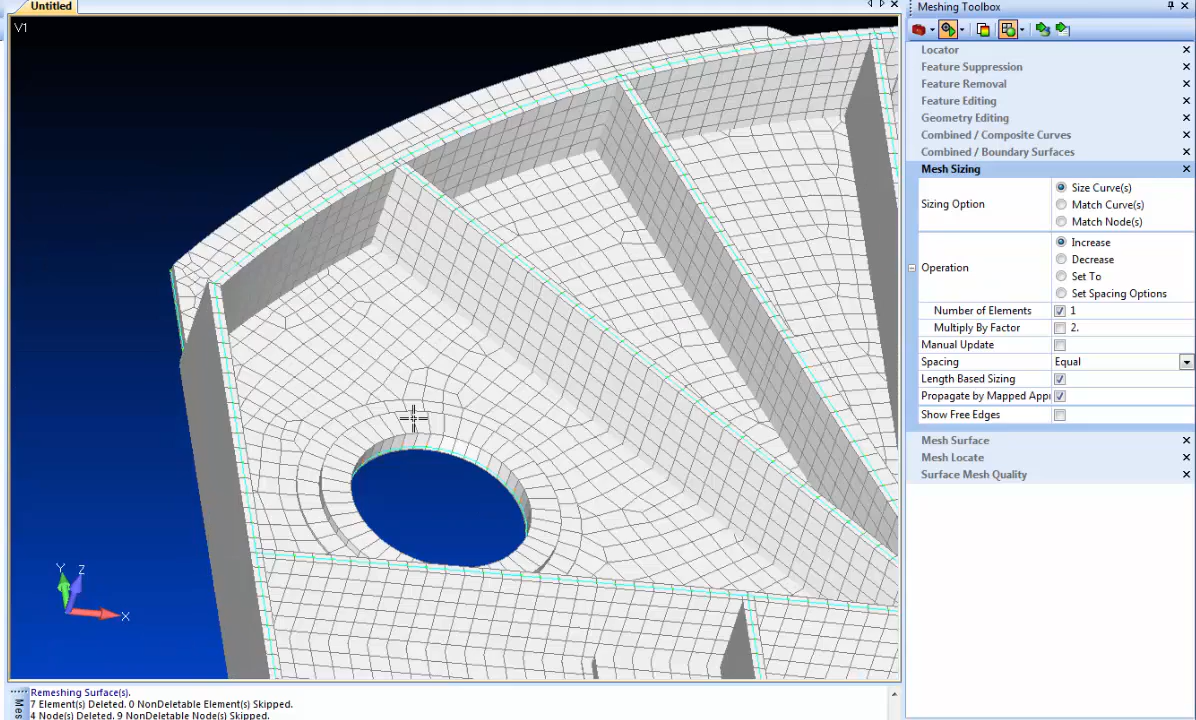 Untitled
Meshing Toolbox
V1
Locator
Feature Suppression
Feature Removal
Feature Editing
Geometry Editing
Combined / Composite Curves
Combined / Boundary Surfaces
Mesh Sizing
Sizing Option
Size Curve(s)
Match Curve(s)
Match Node(s)
Operation
Increase
Decrease
Set To
Set Spacing Options
Number of Elements 1
Multiply By Factor 2.
Manual Update
Spacing Equal
Length Based Sizing
Propagate by Mapped Appr
Show Free Edges
Mesh Surface
Mesh Locate
Surface Mesh Quality
Y Z
X
Remeshing Surface(s).
7 Element(s) Deleted. 0 NonDeletable Element(s) Skipped.
4 Node(s) Deleted. 9 NonDeletable Node(s) Skipped.
Mes